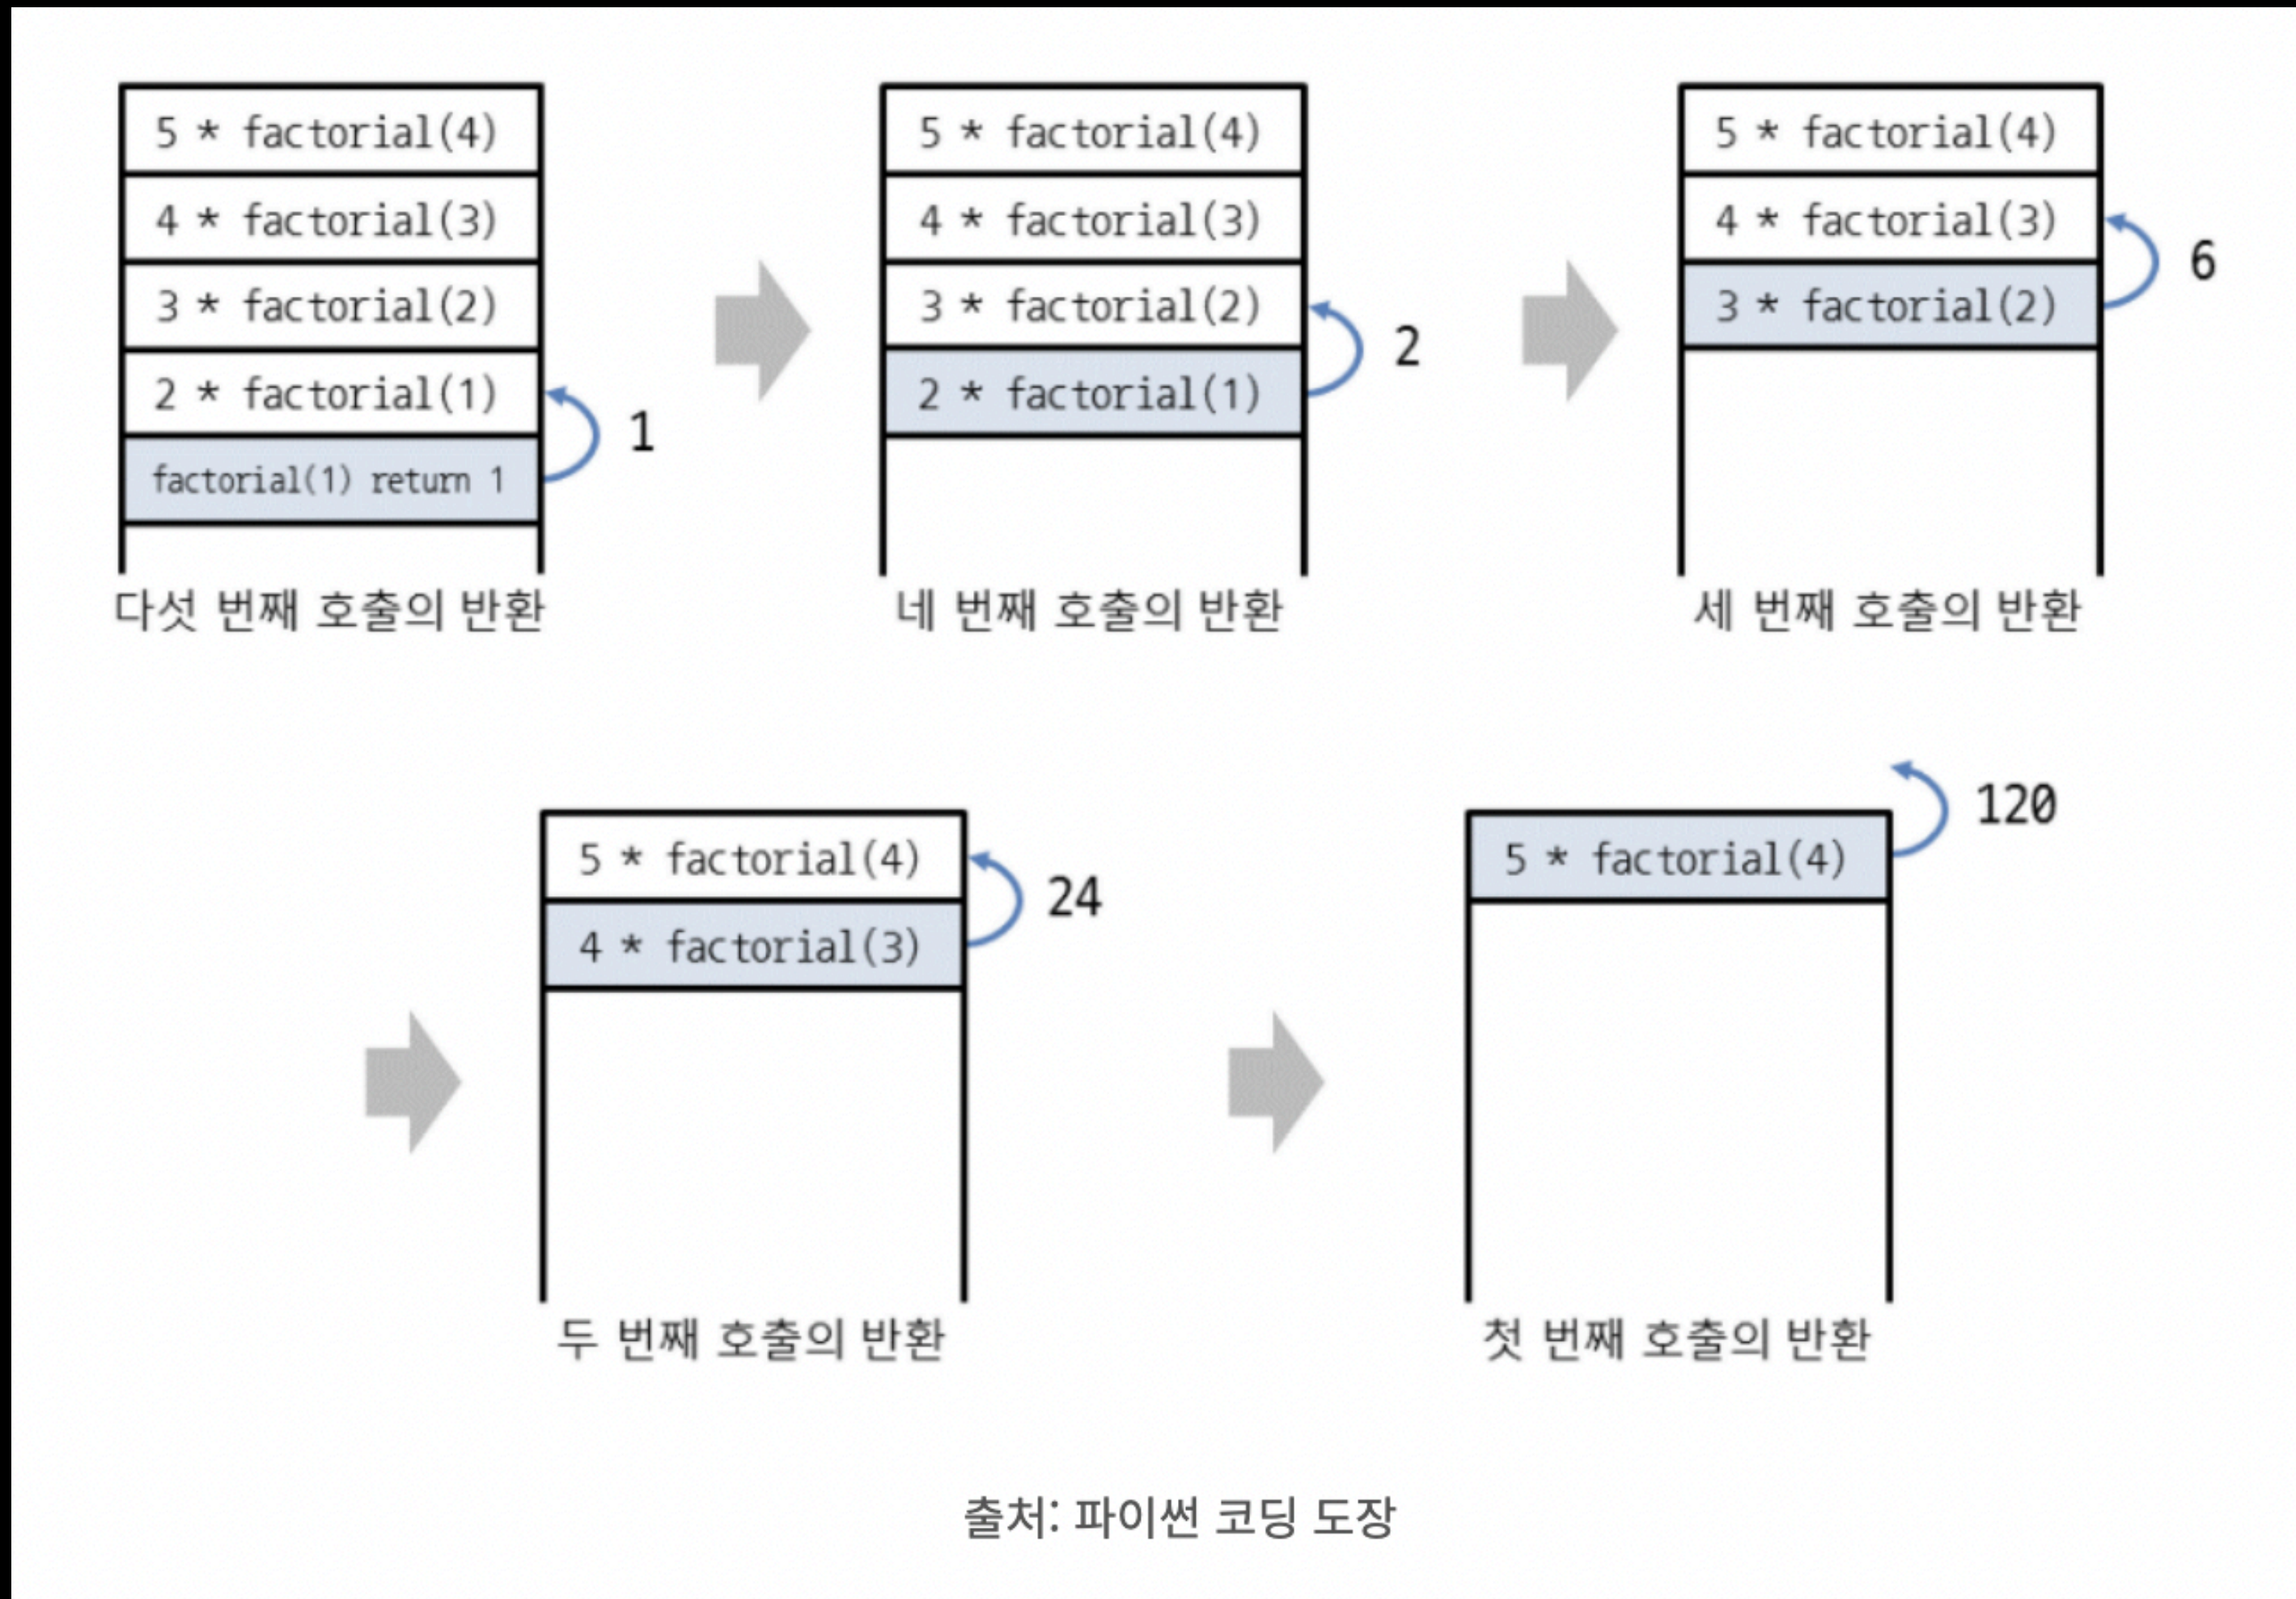 5 * factorial(4)
4 * factorial(3)
3 * factorial(2)
2 * factorial(1)
factorial(1) return 1
1
다섯 번째 호출의 반환
5 * factorial(4)
4 * factorial(3)
3 * factorial(2)
2 * factorial(1)
2
네 번째 호출의 반환
5 * factorial(4)
4 * factorial(3)
3 * factorial(2)
6
세 번째 호출의 반환
5 * factorial(4)
4 * factorial(3)
24
두 번째 호출의 반환
5 * factorial(4)
120
첫 번째 호출의 반환
출처: 파이썬 코딩 도장